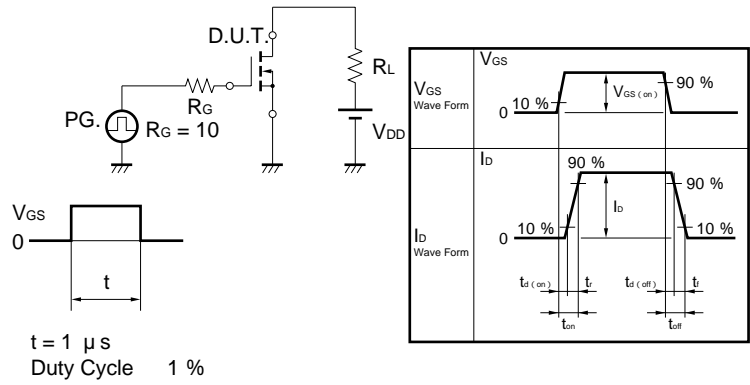 D.U.T.
RL
RG
PG.
RG = 10
VDD
VGS
0
t
t = 1 μs
Duty Cycle 1 %
VGS
Wave Form
VGS
10 %
0
VGS (on)
90 %
ID
Wave Form
ID
90 %
90 %
ID
0
10 %
10 %
td (on)
tr
td (off)
tf
ton
toff